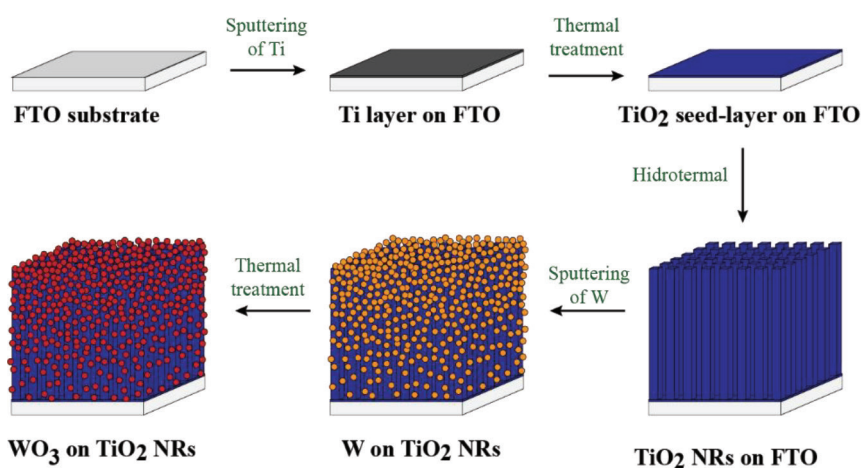 Sputtering
of Ti
Thermal
treatment
FTO substrate
Ti layer on FTO
TiO2 seed-layer on FTO
Hidrotermal
Sputtering
of W
Thermal
treatment
TiO2 NRs on FTO
W on TiO2 NRs
WO3 on TiO2 NRs